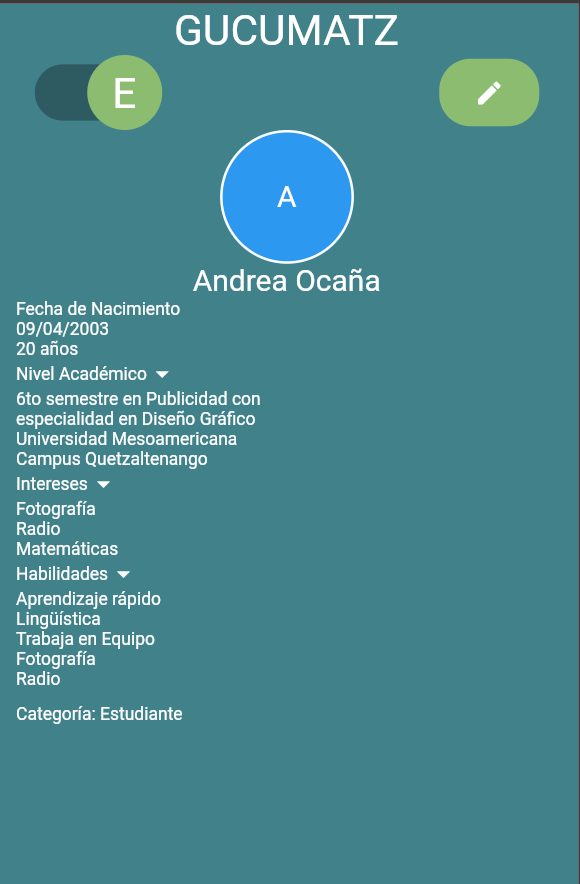 GUCUMATZ
E
A
Andrea Ocaña
Fecha de Nacimiento
09/04/2003
20 años
Nivel Académico
6to semestre en Publicidad con
especialidad en Diseño Gráfico
Universidad Mesoamericana
Campus Quetzaltenango
Intereses
Fotografía
Radio
Matemáticas
Habilidades
Aprendizaje rápido
Lingüística
Trabaja en Equipo
Fotografía
Radio
Categoría: Estudiante